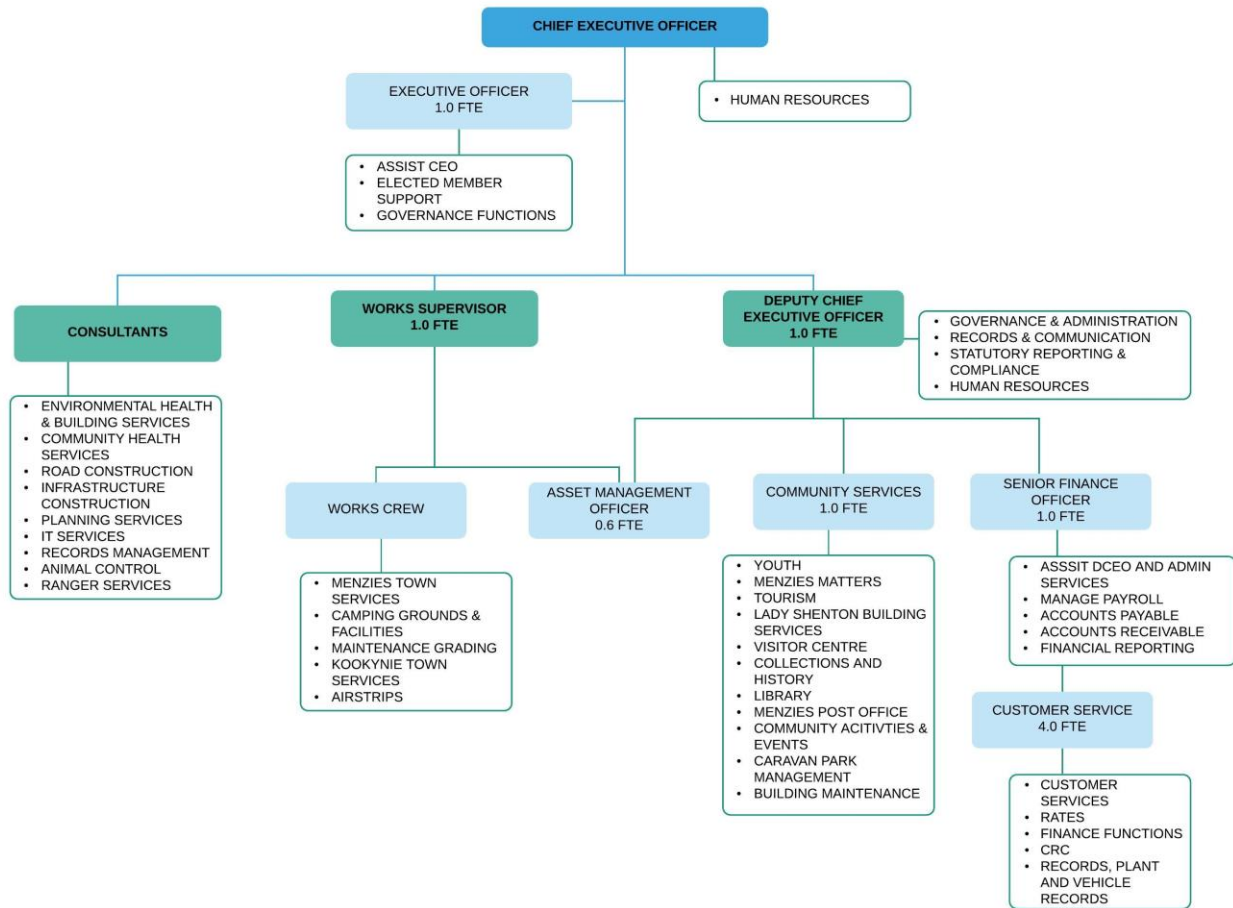 CHIEF EXECUTIVE OFFICER
EXECUTIVE OFFICER
1.0 FTE
• HUMAN RESOURCES
• ASSIST CEO
• ELECTED MEMBER
SUPPORT
• GOVERNANCE FUNCTIONS
CONSULTANTS
WORKS SUPERVISOR
1.0 FTE
DEPUTY CHIEF
EXECUTIVE OFFICER
1.0 FTE
• GOVERNANCE & ADMINISTRATION
• RECORDS & COMMUNICATION
• STATUTORY REPORTING &
COMPLIANCE
• HUMAN RESOURCES
• ENVIRONMENTAL HEALTH
& BUILDING SERVICES
• COMMUNITY HEALTH
SERVICES
• ROAD CONSTRUCTION
• INFRASTRUCTURE
CONSTRUCTION
• PLANNING SERVICES
• IT SERVICES
• RECORDS MANAGEMENT
• ANIMAL CONTROL
• RANGER SERVICES
WORKS CREW
ASSET MANAGEMENT
OFFICER
0.6 FTE
COMMUNITY SERVICES
1.0 FTE
SENIOR FINANCE
OFFICER
1.0 FTE
• MENZIES TOWN
SERVICES
• CAMPING GROUNDS &
FACILITIES
• MAINTENANCE GRADING
• KOOKYNIE TOWN
SERVICES
• AIRSTRIPS
• YOUTH
• MENZIES MATTERS
• TOURISM
• LADY SHENTON BUILDING
SERVICES
• VISITOR CENTRE
• COLLECTIONS AND
HISTORY
• LIBRARY
• MENZIES POST OFFICE
• COMMUNITY ACITIVTIES &
EVENTS
• CARAVAN PARK
MANAGEMENT
• BUILDING MAINTENANCE
• ASSSIT DCEO AND ADMIN
SERVICES
• MANAGE PAYROLL
• ACCOUNTS PAYABLE
• ACCOUNTS RECEIVABLE
• FINANCIAL REPORTING
CUSTOMER SERVICE
4.0 FTE
• CUSTOMER
SERVICES
• RATES
• FINANCE FUNCTIONS
• CRC
• RECORDS, PLANT
AND VEHICLE
RECORDS